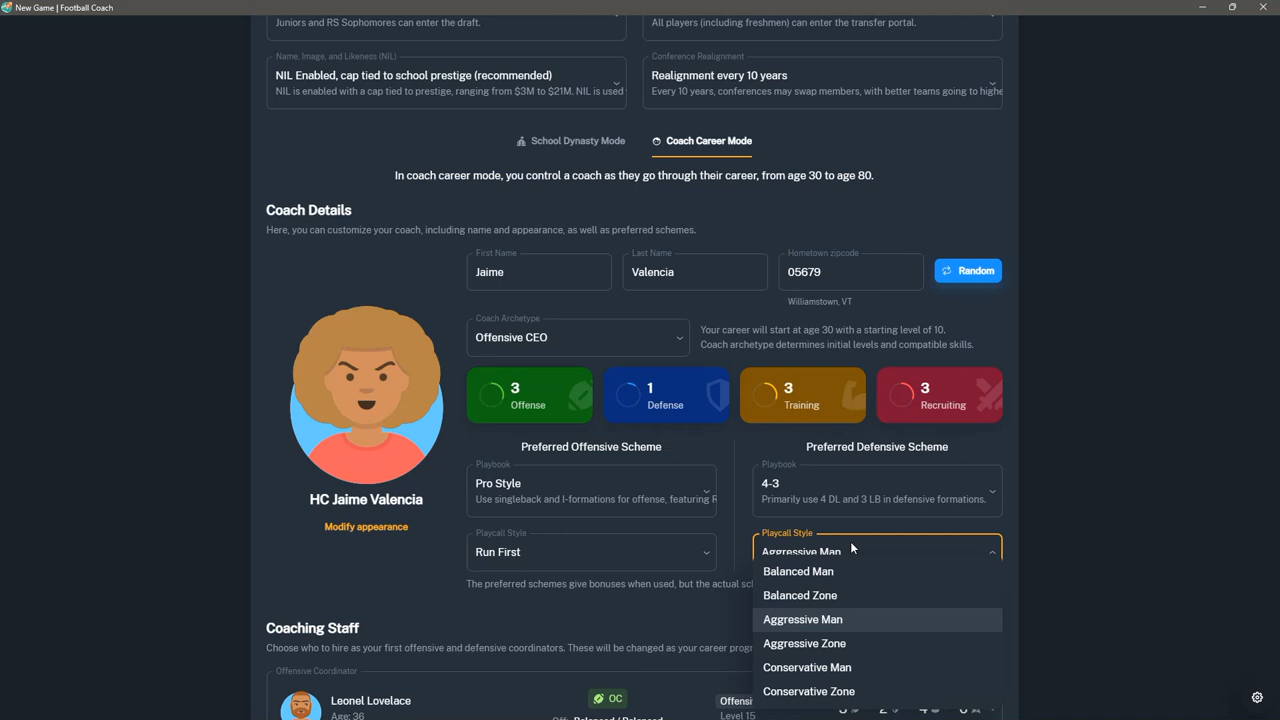 New Game | Football Coach
Juniors and RS Sophomores can enter the draft.
All players (including freshmen) can enter the transfer portal.
Name, Image, and Likeness (NIL)
NIL Enabled, cap tied to school prestige (recommended)
NIL is enabled with a cap tied to prestige, ranging from $3M to $21M. NIL is used
Conference Realignment
Realignment every 10 years
Every 10 years, conferences may swap members, with better teams going to highe
School Dynasty Mode
Coach Career Mode
In coach career mode, you control a coach as they go through their career, from age 30 to age 80.
Coach Details
Here, you can customize your coach, including name and appearance, as well as preferred schemes.
First Name
Jaime
Last Name
Valencia
Hometown zipcode
05679
Random
Williamstown, VT
Coach Archetype
Offensive CEO
Your career will start at age 30 with a starting level of 10.
Coach archetype determines initial levels and compatible skills.
3
Offense
1
Defense
3
Training
3
Recruiting
HC Jaime Valencia
Modify appearance
Preferred Offensive Scheme
Playbook
Pro Style
Use singleback and I-formations for offense, featuring R
Playcall Style
Run First
Preferred Defensive Scheme
Playbook
4-3
Primarily use 4 DL and 3 LB in defensive formations.
Playcall Style
Aggressive Man
Balanced Man
Balanced Zone
Aggressive Man
Aggressive Zone
Conservative Man
Conservative Zone
The preferred schemes give bonuses when used, but the actual sc
Coaching Staff
Choose who to hire as your first offensive and defensive coordinators. These will be changed as your career prog
Offensive Coordinator
Leonel Lovelace
Age: 36
OC
Off: Balanced / Balanced
Offensi
Level 15